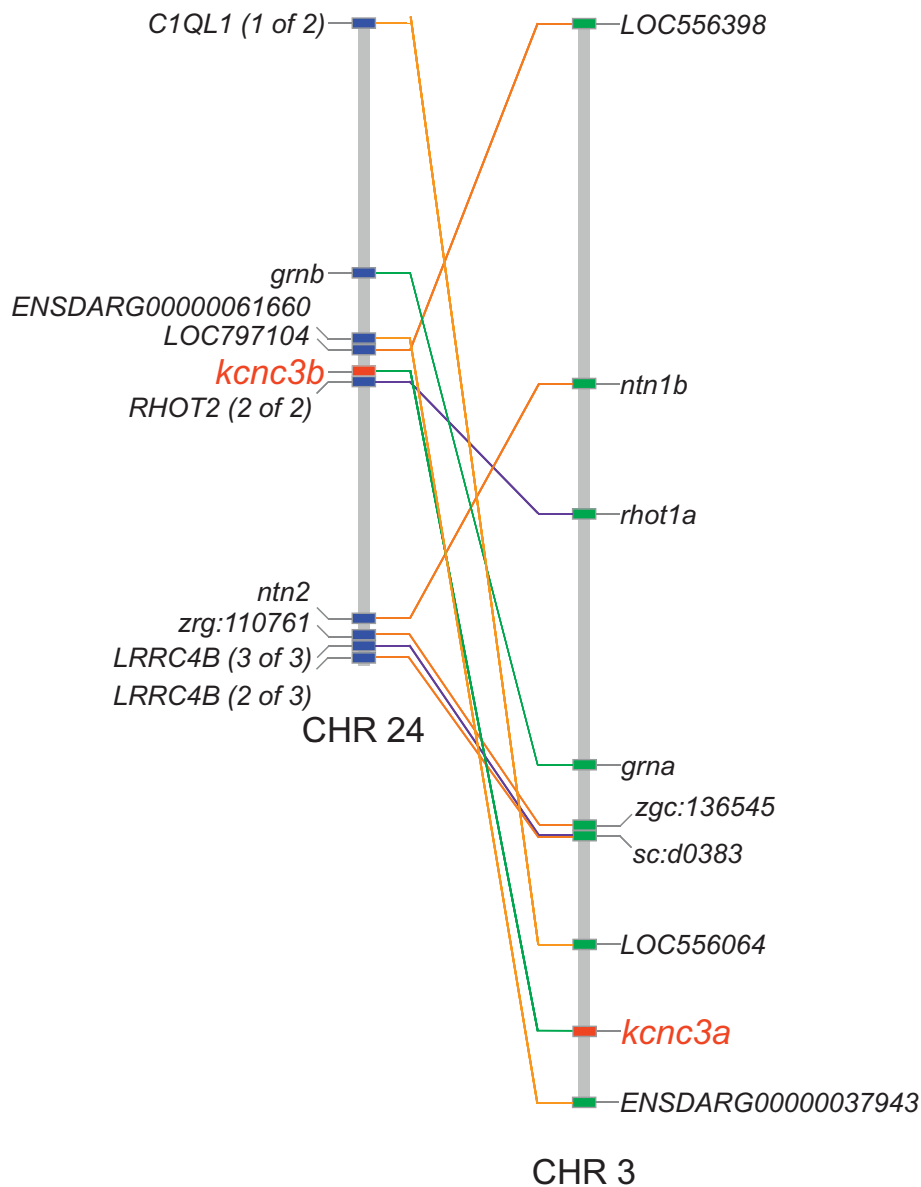 C1QL1 (1 of 2)
grnb
ENSDARG00000061660
LOC797104
kcnc3b
RHOT2 (2 of 2)
ntn2
zrg:110761
LRRC4B (3 of 3)
LRRC4B (2 of 3)
CHR 24
LOC556398
ntn1b
rhot1a
grna
zgc:136545
sc:d0383
LOC556064
kcnc3a
ENSDARG00000037943
CHR 3